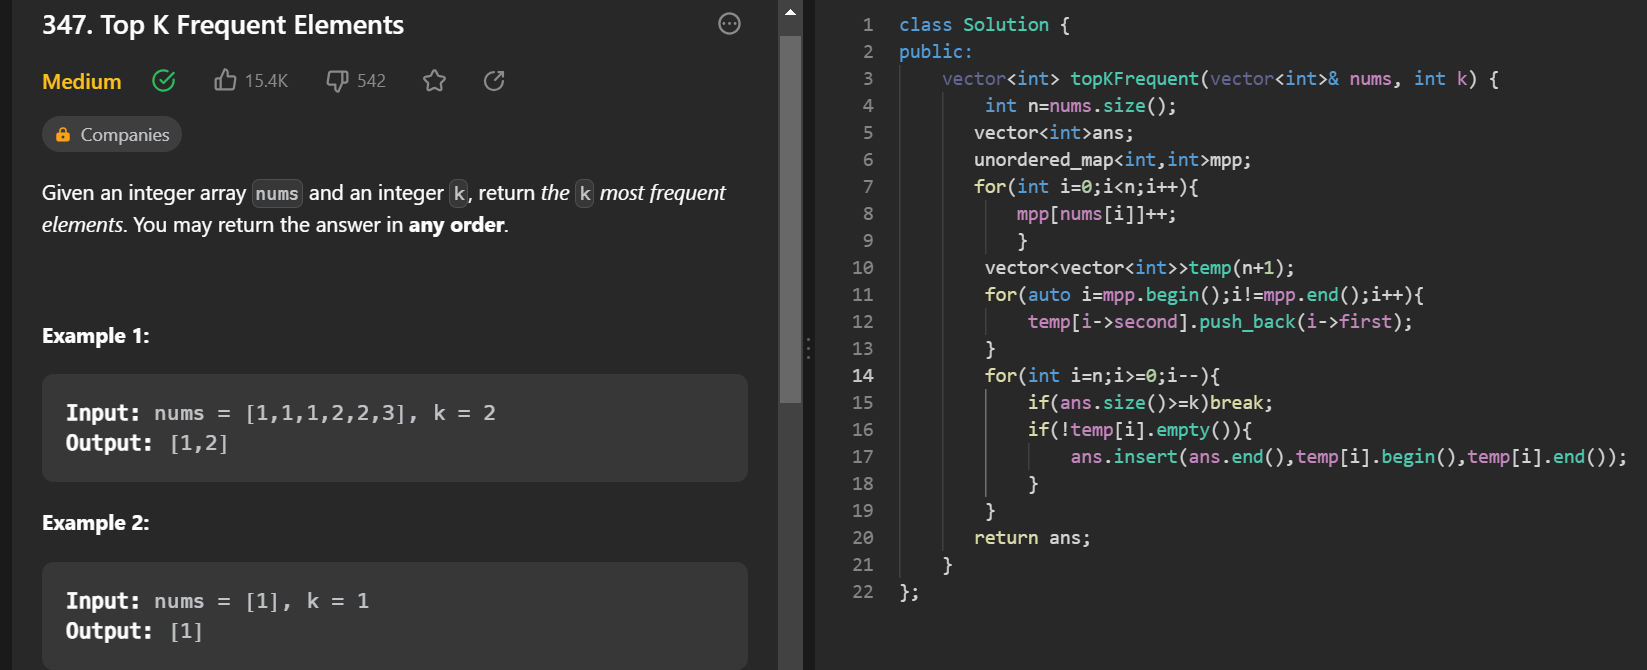 347. Top K Frequent Elements
Medium 15.4K 542
Companies
Given an integer array nums and an integer k, return the k most frequent
elements. You may return the answer in any order.
Example 1:
Input: nums = [1,1,1,2,2,3], k = 2
Output: [1,2]
Example 2:
Input: nums = [1], k = 1
Output: [1]
1 class Solution {
2 public:
3     vector<int> topKFrequent(vector<int>& nums, int k) {
4         int n=nums.size();
5        vector<int>ans;
6        unordered_map<int,int>mpp;
7        for(int i=0;i<n;i++){
8            mpp[nums[i]]++;
9            }
10         vector<vector<int>>temp(n+1);
11         for(auto i=mpp.begin();i!=mpp.end();i++){
12             temp[i->second].push_back(i->first);
13         }
14         for(int i=n;i>=0;i--){
15             if(ans.size()>=k)break;
16             if(!temp[i].empty()){
17                 ans.insert(ans.end(),temp[i].begin(),temp[i].end());
18             }
19         }
20        return ans;
21     }
22 };